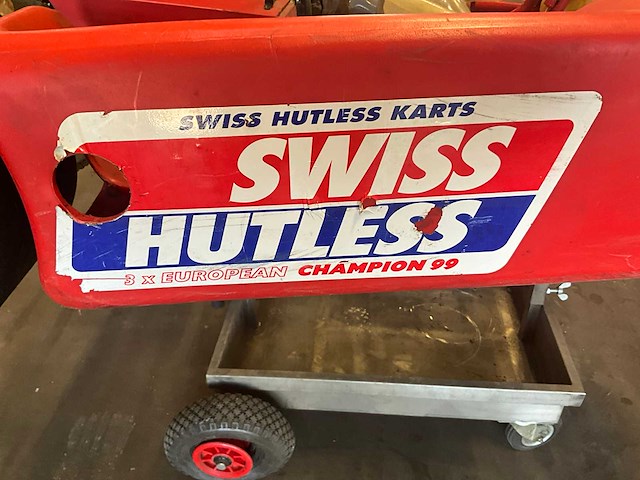 SWISS HUTLESS KARTS
SWISS
HUTLESS
3 x EUROPEAN CHAMPION 99